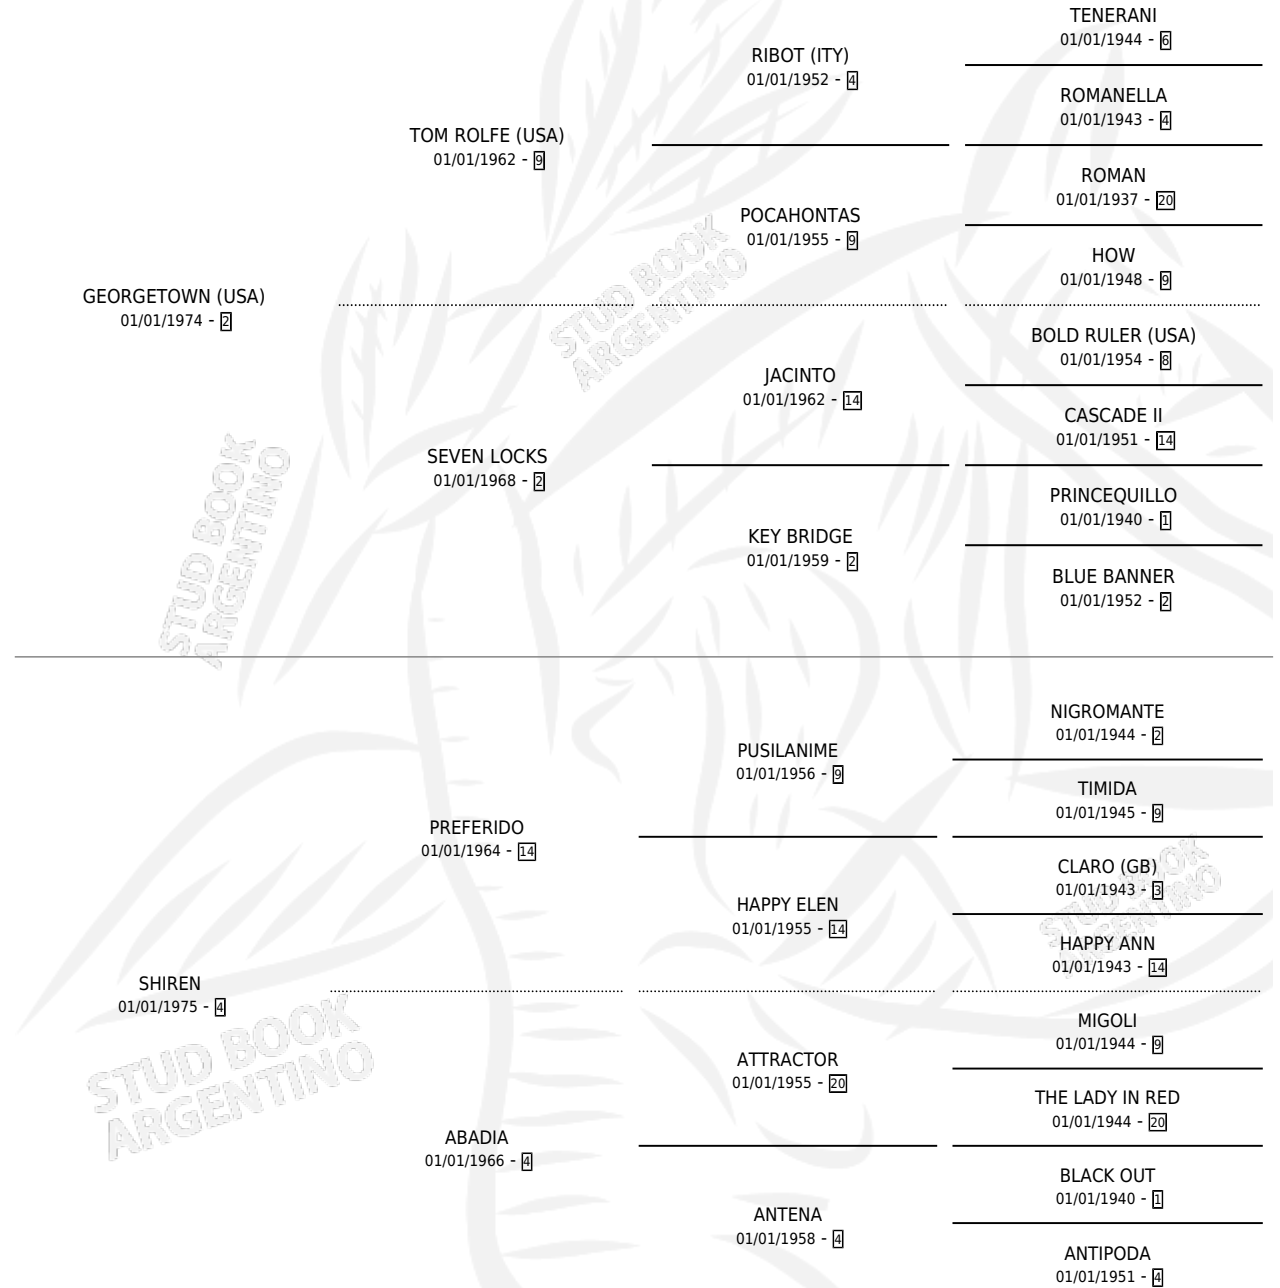 TENERANI
01/01/1944 - 6
RIBOT (ITY)
01/01/1952 - 4
ROMANELLA
01/01/1943 - 4
TOM ROLFE (USA)
01/01/1962 - 9
ROMAN
01/01/1937 - 20
POCAHONTAS
01/01/1955 - 9
HOW
01/01/1948 - 9
GEORGETOWN (USA)
01/01/1974 - 2
BOLD RULER (USA)
01/01/1954 - 8
JACINTO
01/01/1962 - 14
CASCADE II
01/01/1951 - 14
SEVEN LOCKS
01/01/1968 - 2
PRINCEQUILLO
01/01/1940 - 1
KEY BRIDGE
01/01/1959 - 2
BLUE BANNER
01/01/1952 - 2
NIGROMANTE
01/01/1944 - 2
PUSILANIME
01/01/1956 - 9
TIMIDA
01/01/1945 - 9
PREFERIDO
01/01/1964 - 14
CLARO (GB)
01/01/1943 - 3
HAPPY ELEN
01/01/1955 - 14
HAPPY ANN
01/01/1943 - 14
SHIREN
01/01/1975 - 4
MIGOLI
01/01/1944 - 9
ATTRACTOR
01/01/1955 - 20
THE LADY IN RED
01/01/1944 - 20
ABADIA
01/01/1966 - 4
BLACK OUT
01/01/1940 - 1
ANTENA
01/01/1958 - 4
ANTIPODA
01/01/1951 - 4
STUD BOOK
ARGENTINO
STUD BOOK
ARGENTINO
STUD BOOK
ARGENTINO
STUD BOOK
ARGENTINO